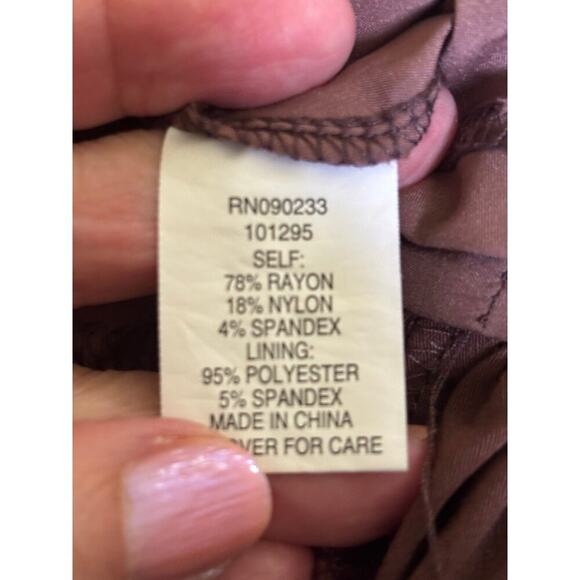 RN090233
101295
SELF:
78% RAYON
18% NYLON
4% SPANDEX
LINING:
95% POLYESTER
5% SPANDEX
MADE IN CHINA
FOR CARE